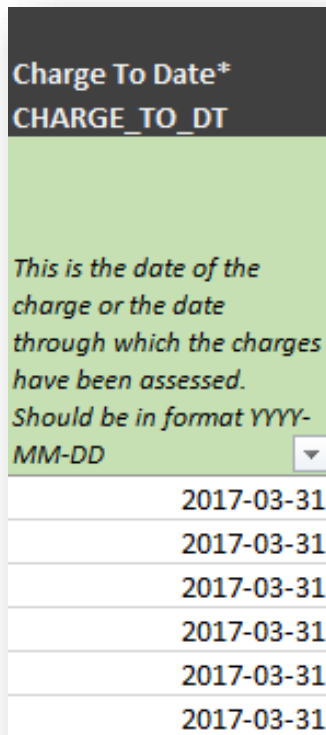 Charge To Date*
CHARGE_TO_DT
This is the date of the
charge or the date
through which the charges
have been assessed.
Should be in format YYYY-
MM-DD
2017-03-31
2017-03-31
2017-03-31
2017-03-31
2017-03-31
2017-03-31